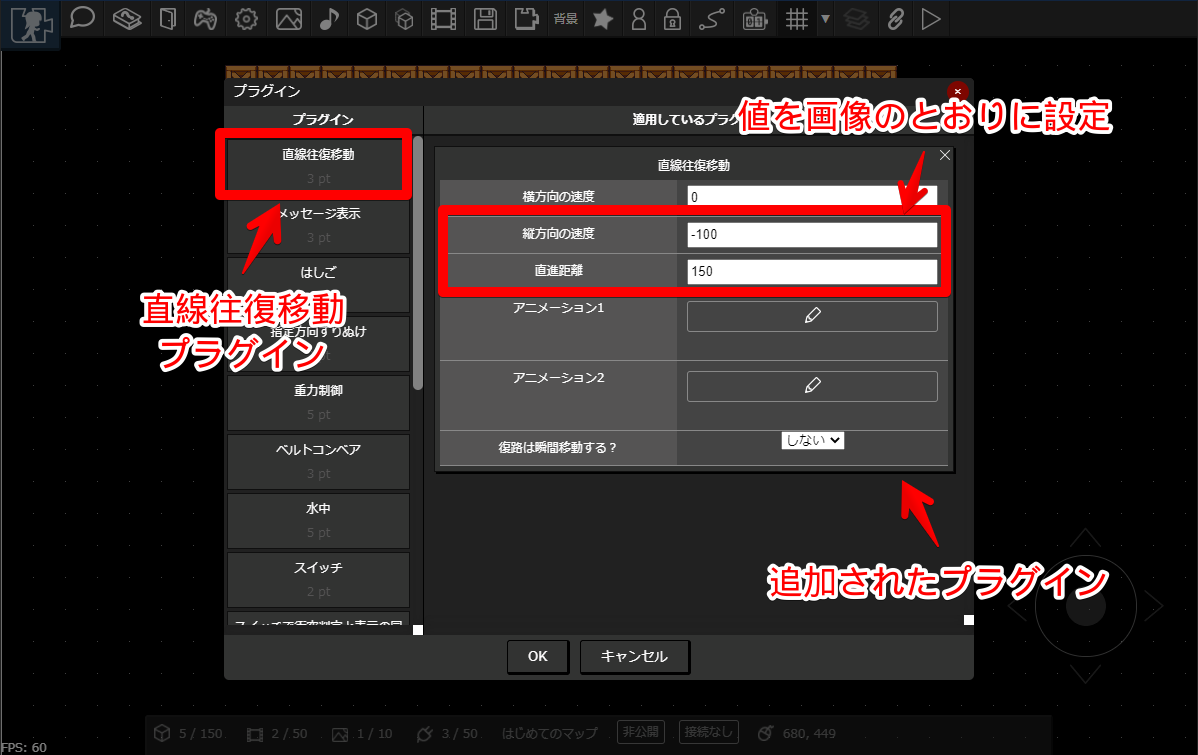 背景
プラグイン
プラグイン
適用しているプラグ
値を画像のとおりに設定
直線往復移動
3 pt
メッセージ表示
3 pt
はしご
指定方向すりぬけ
重力制御
5 pt
ベルトコンベア
3 pt
水中
5 pt
スイッチ
2 pt
直線往復移動
プラグイン
直線往復移動
横方向の速度
0
縦方向の速度
-100
直進距離
150
アニメーション1
アニメーション2
復路は瞬間移動する？
しない
追加されたプラグイン
OK
キャンセル
5 / 150
2 / 50
1 / 10
3 / 50
はじめてのマップ
非公開
接続なし
680, 449
FPS: 60